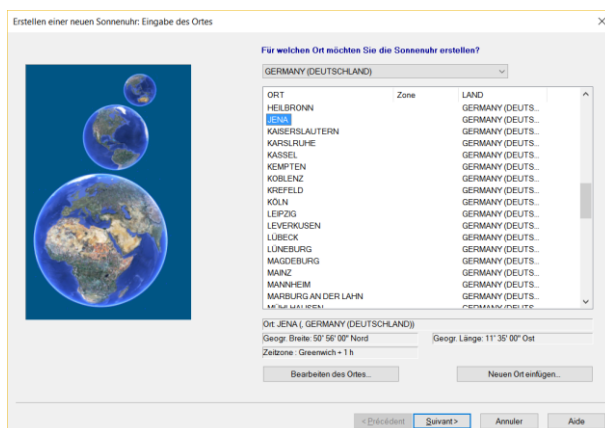 Erstellen einer neuen Sonnenuhr: Eingabe des Ortes
Für welchen Ort möchten Sie die Sonnenuhr erstellen?
GERMANY (DEUTSCHLAND)
ORT Zone LAND
HEILBRONN GERMANY (DEUTS...
JENA GERMANY (DEUTS...
KAISERSLAUTERN GERMANY (DEUTS...
KARSLRUHE GERMANY (DEUTS...
KASSEL GERMANY (DEUTS...
KEMPTEN GERMANY (DEUTS...
KOBLENZ GERMANY (DEUTS...
KREFELD GERMANY (DEUTS...
KÖLN GERMANY (DEUTS...
LEIPZIG GERMANY (DEUTS...
LEVERKUSEN GERMANY (DEUTS...
LÜBECK GERMANY (DEUTS...
LÜNEBURG GERMANY (DEUTS...
MAGDEBURG GERMANY (DEUTS...
MAINZ GERMANY (DEUTS...
MANNHEIM GERMANY (DEUTS...
MARBURG AN DER LAHN GERMANY (DEUTS...
MÜHLHAUSEN GERMANY (DEUTS...
Ort: JENA (, GERMANY (DEUTSCHLAND))
Geogr. Breite: 50° 56' 00" Nord Geogr. Länge: 11° 35' 00" Ost
Zeitzone : Greenwich + 1 h
Bearbeiten des Ortes... Neuen Ort einfügen...
< Précédent Suivant > Annuler Aide